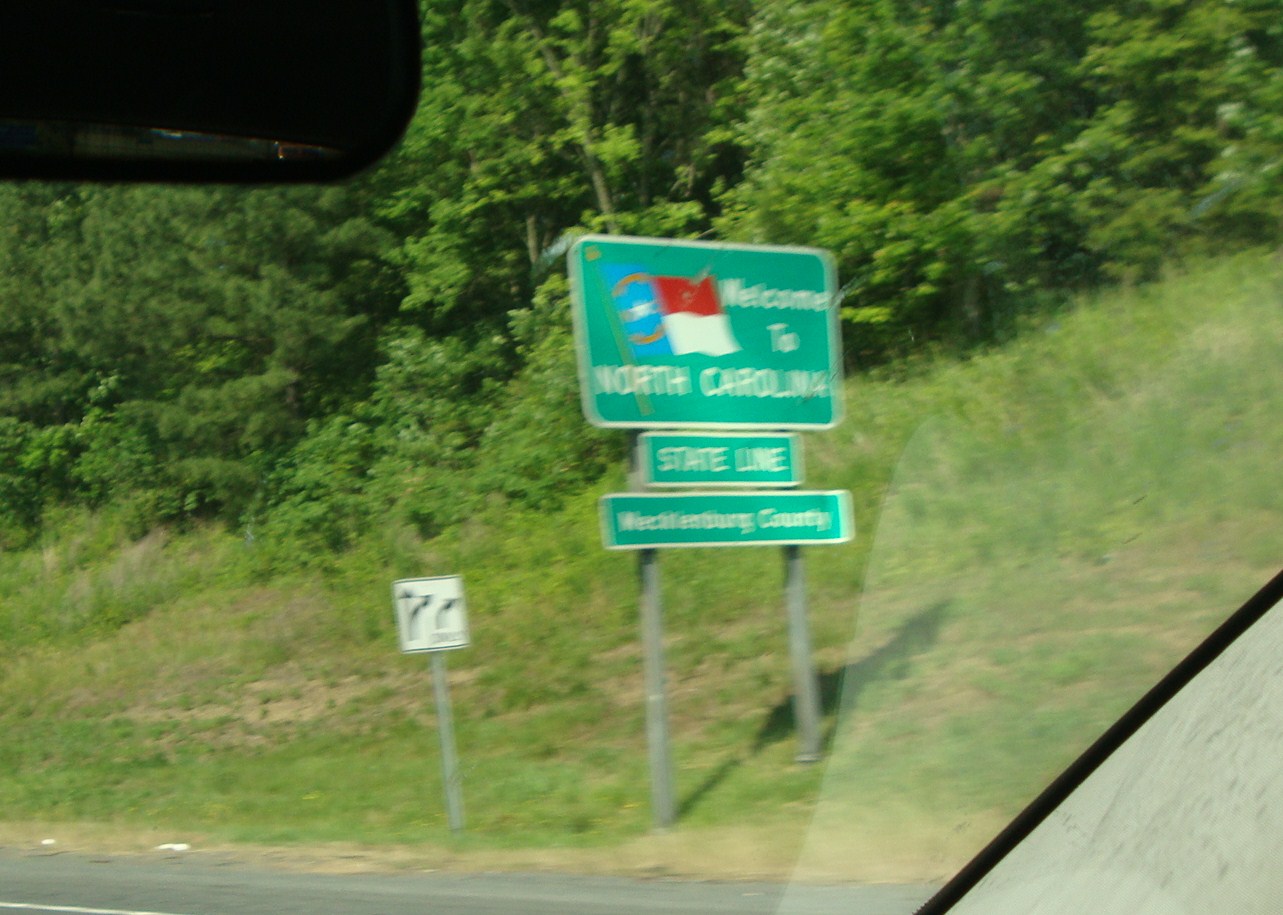 Welcome
To
NORTH CAROLINA
STATE LINE
Mecklenburg County